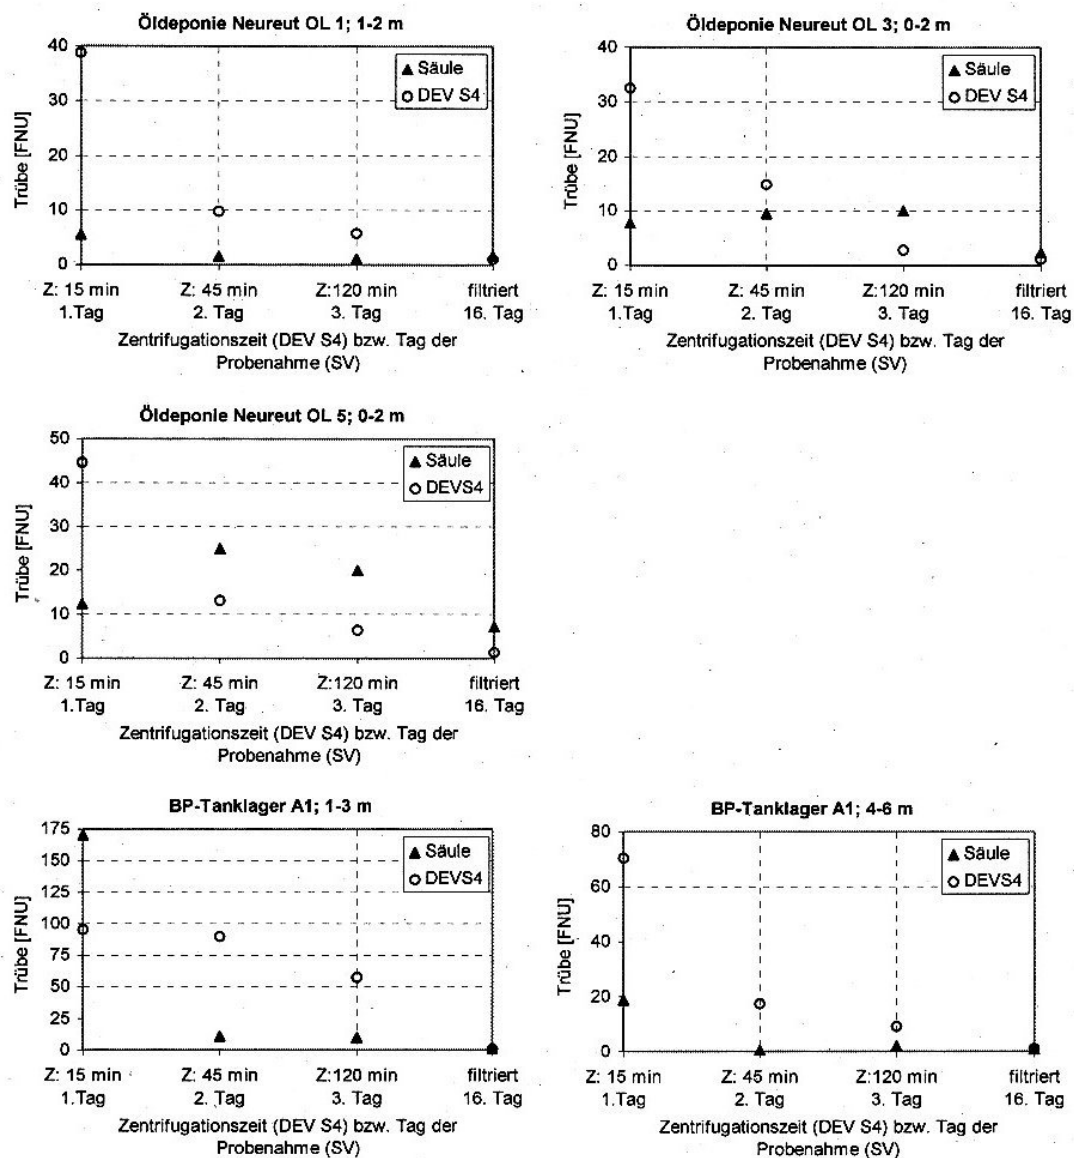 Öldeponie Neureut OL 1; 1-2 m
40
30
20
10
0
Trübe [FNU]
Säule
DEV S4
Z: 15 min
Z: 45 min
Z:120 min
filtriert
1.Tag
2. Tag
3. Tag
16. Tag
Zentrifugationszeit (DEV S4) bzw. Tag der
Probenahme (SV)
Öldeponie Neureut OL 3; 0-2 m
40
30
20
10
0
Trübe [FNU]
Säule
DEV S4
Z: 15 min
Z: 45 min
Z:120 min
filtriert
1.Tag
2. Tag
3. Tag
16. Tag
Zentrifugationszeit (DEV S4) bzw. Tag der
Probenahme (SV)
Öldeponie Neureut OL 5; 0-2 m
50
40
30
20
10
0
Trübe [FNU]
Säule
DEVS4
Z: 15 min
Z: 45 min
Z:120 min
filtriert
1.Tag
2. Tag
3. Tag
16. Tag
Zentrifugationszeit (DEV S4) bzw. Tag der
Probenahme (SV)
BP-Tanklager A1; 1-3 m
175
150
125
100
75
50
25
0
Trübe [FNU]
Säule
DEVS4
Z: 15 min
Z: 45 min
Z:120 min
filtriert
1.Tag
2. Tag
3. Tag
16. Tag
Zentrifugationszeit (DEV S4) bzw. Tag der
Probenahme (SV)
BP-Tanklager A1; 4-6 m
80
60
40
20
0
Trübe [FNU]
Säule
DEVS4
Z: 15 min
Z: 45 min
Z:120 min
filtriert
1.Tag
2. Tag
3. Tag
16. Tag
Zentrifugationszeit (DEV S4) bzw. Tag der
Probenahme (SV)